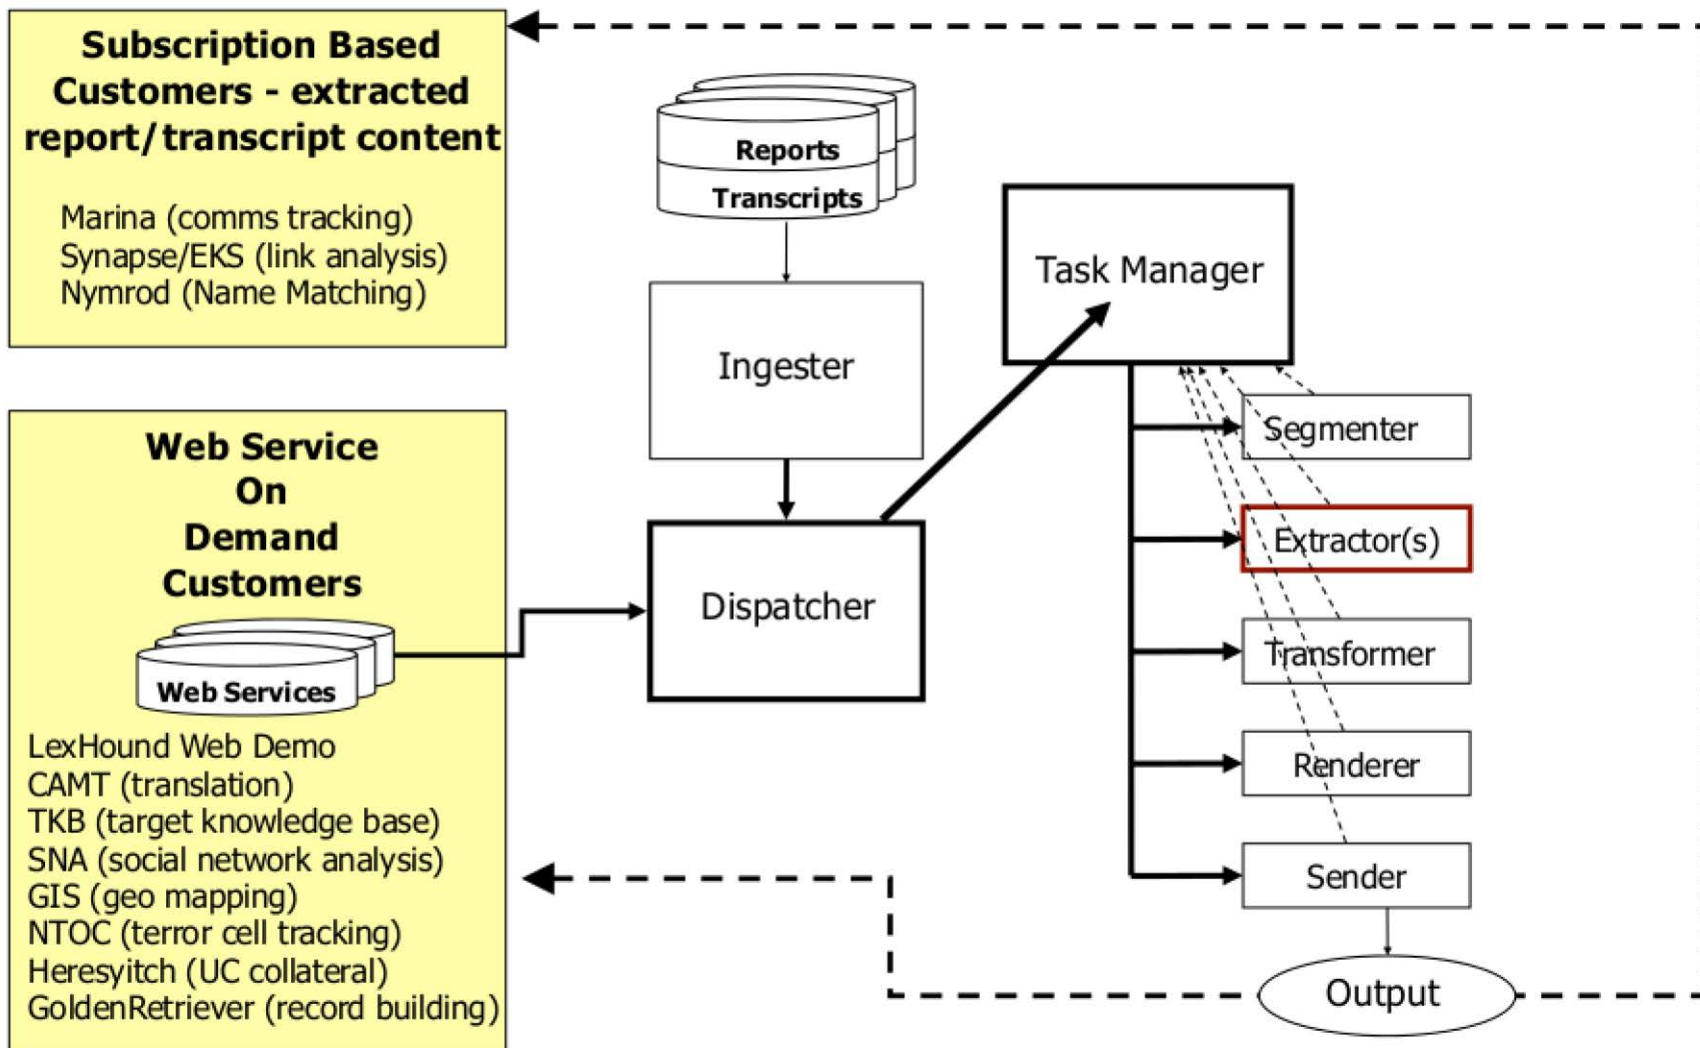 Subscription Based
Customers - extracted
report/transcript content
Marina (comms tracking)
Synapse/EKS (link analysis)
Nymrod (Name Matching)
Web Service
On
Demand
Customers
Web Services
LexHound Web Demo
CAMT (translation)
TKB (target knowledge base)
SNA (social network analysis)
GIS (geo mapping)
NTOC (terror cell tracking)
Heresyitch (UC collateral)
GoldenRetriever (record building)
Reports
Transcripts
Ingester
Dispatcher
Task Manager
Segmenter
Extractor(s)
Transformer
Renderer
Sender
Output